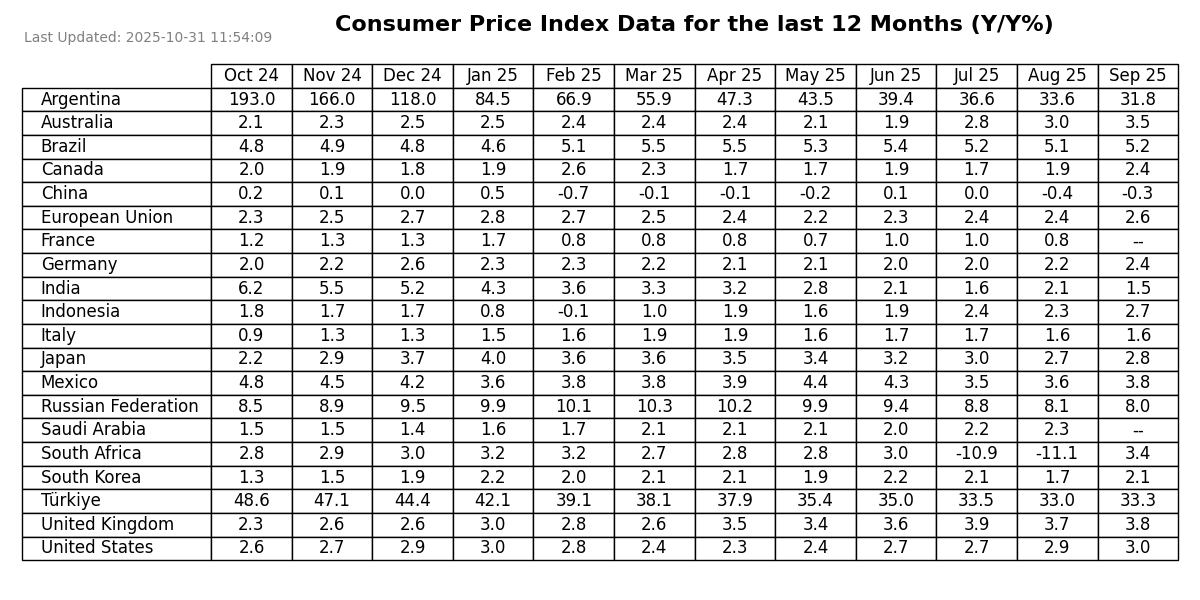 Consumer Price Index Data for the last 12 Months (Y/Y%)
Last Updated: 2025-10-31 11:54:09
Oct 24 Nov 24 Dec 24 Jan 25 Feb 25 Mar 25 Apr 25 May 25 Jun 25 Jul 25 Aug 25 Sep 25
Argentina 193.0 166.0 118.0 84.5 66.9 55.9 47.3 43.5 39.4 36.6 33.6 31.8
Australia 2.1 2.3 2.5 2.5 2.4 2.4 2.4 2.1 1.9 2.8 3.0 3.5
Brazil 4.8 4.9 4.8 4.6 5.1 5.5 5.5 5.3 5.4 5.2 5.1 5.2
Canada 2.0 1.9 1.8 1.9 2.6 2.3 1.7 1.7 1.9 1.7 1.9 2.4
China 0.2 0.1 0.0 0.5 -0.7 -0.1 -0.1 -0.2 0.1 0.0 -0.4 -0.3
European Union 2.3 2.5 2.7 2.8 2.7 2.5 2.4 2.2 2.3 2.4 2.4 2.6
France 1.2 1.3 1.3 1.7 0.8 0.8 0.8 0.7 1.0 1.0 0.8 --
Germany 2.0 2.2 2.6 2.3 2.3 2.2 2.1 2.1 2.0 2.0 2.2 2.4
India 6.2 5.5 5.2 4.3 3.6 3.3 3.2 2.8 2.1 1.6 2.1 1.5
Indonesia 1.8 1.7 1.7 0.8 -0.1 1.0 1.9 1.6 1.9 2.4 2.3 2.7
Italy 0.9 1.3 1.3 1.5 1.6 1.9 1.9 1.6 1.7 1.7 1.6 1.6
Japan 2.2 2.9 3.7 4.0 3.6 3.6 3.5 3.4 3.2 3.0 2.7 2.8
Mexico 4.8 4.5 4.2 3.6 3.8 3.8 3.9 4.4 4.3 3.5 3.6 3.8
Russian Federation 8.5 8.9 9.5 9.9 10.1 10.3 10.2 9.9 9.4 8.8 8.1 8.0
Saudi Arabia 1.5 1.5 1.4 1.6 1.7 2.1 2.1 2.1 2.0 2.2 2.3 --
South Africa 2.8 2.9 3.0 3.2 3.2 2.7 2.8 2.8 3.0 -10.9 -11.1 3.4
South Korea 1.3 1.5 1.9 2.2 2.0 2.1 2.1 1.9 2.2 2.1 1.7 2.1
Türkiye 48.6 47.1 44.4 42.1 39.1 38.1 37.9 35.4 35.0 33.5 33.0 33.3
United Kingdom 2.3 2.6 2.6 3.0 2.8 2.6 3.5 3.4 3.6 3.9 3.7 3.8
United States 2.6 2.7 2.9 3.0 2.8 2.4 2.3 2.4 2.7 2.7 2.9 3.0